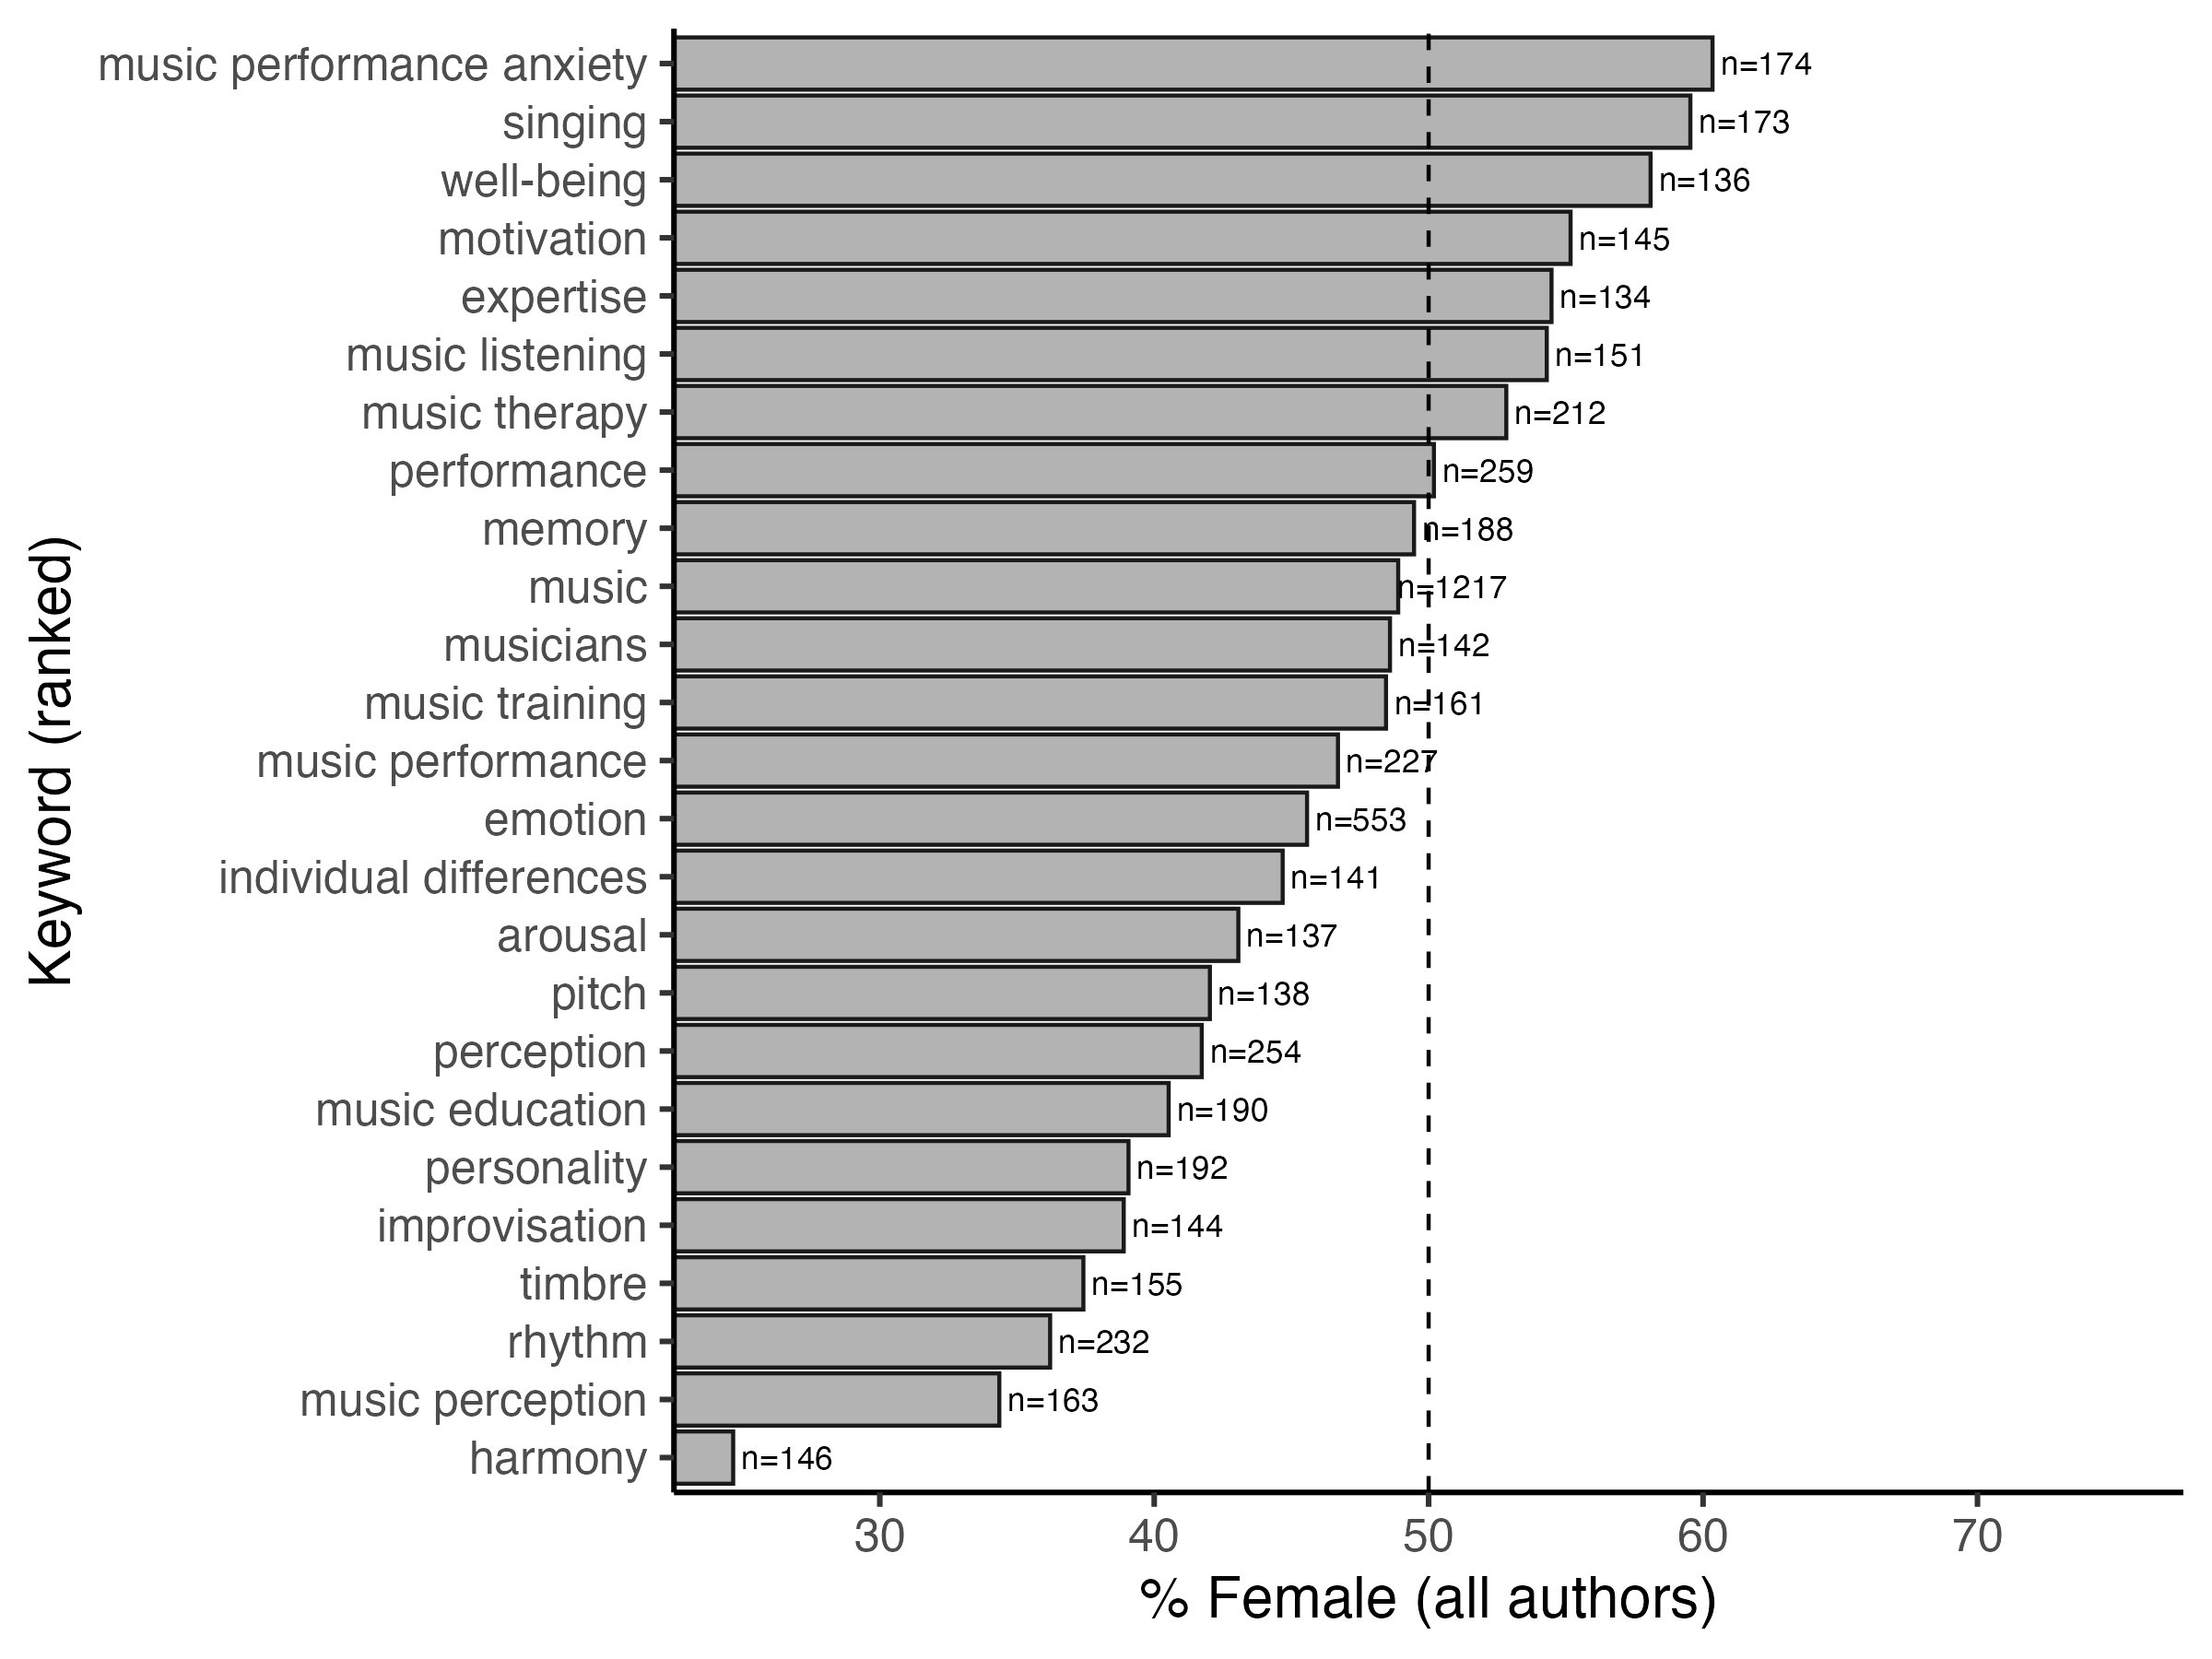 Keyword (ranked)
music performance anxiety n=174
singing n=173
well-being n=136
motivation n=145
expertise n=134
music listening n=151
music therapy n=212
performance n=259
memory n=188
music n=1217
musicians n=142
music training n=161
music performance n=227
emotion n=553
individual differences n=141
arousal n=137
pitch n=138
perception n=254
music education n=190
personality n=192
improvisation n=144
timbre n=155
rhythm n=232
music perception n=163
harmony n=146
30 40 50 60 70
% Female (all authors)